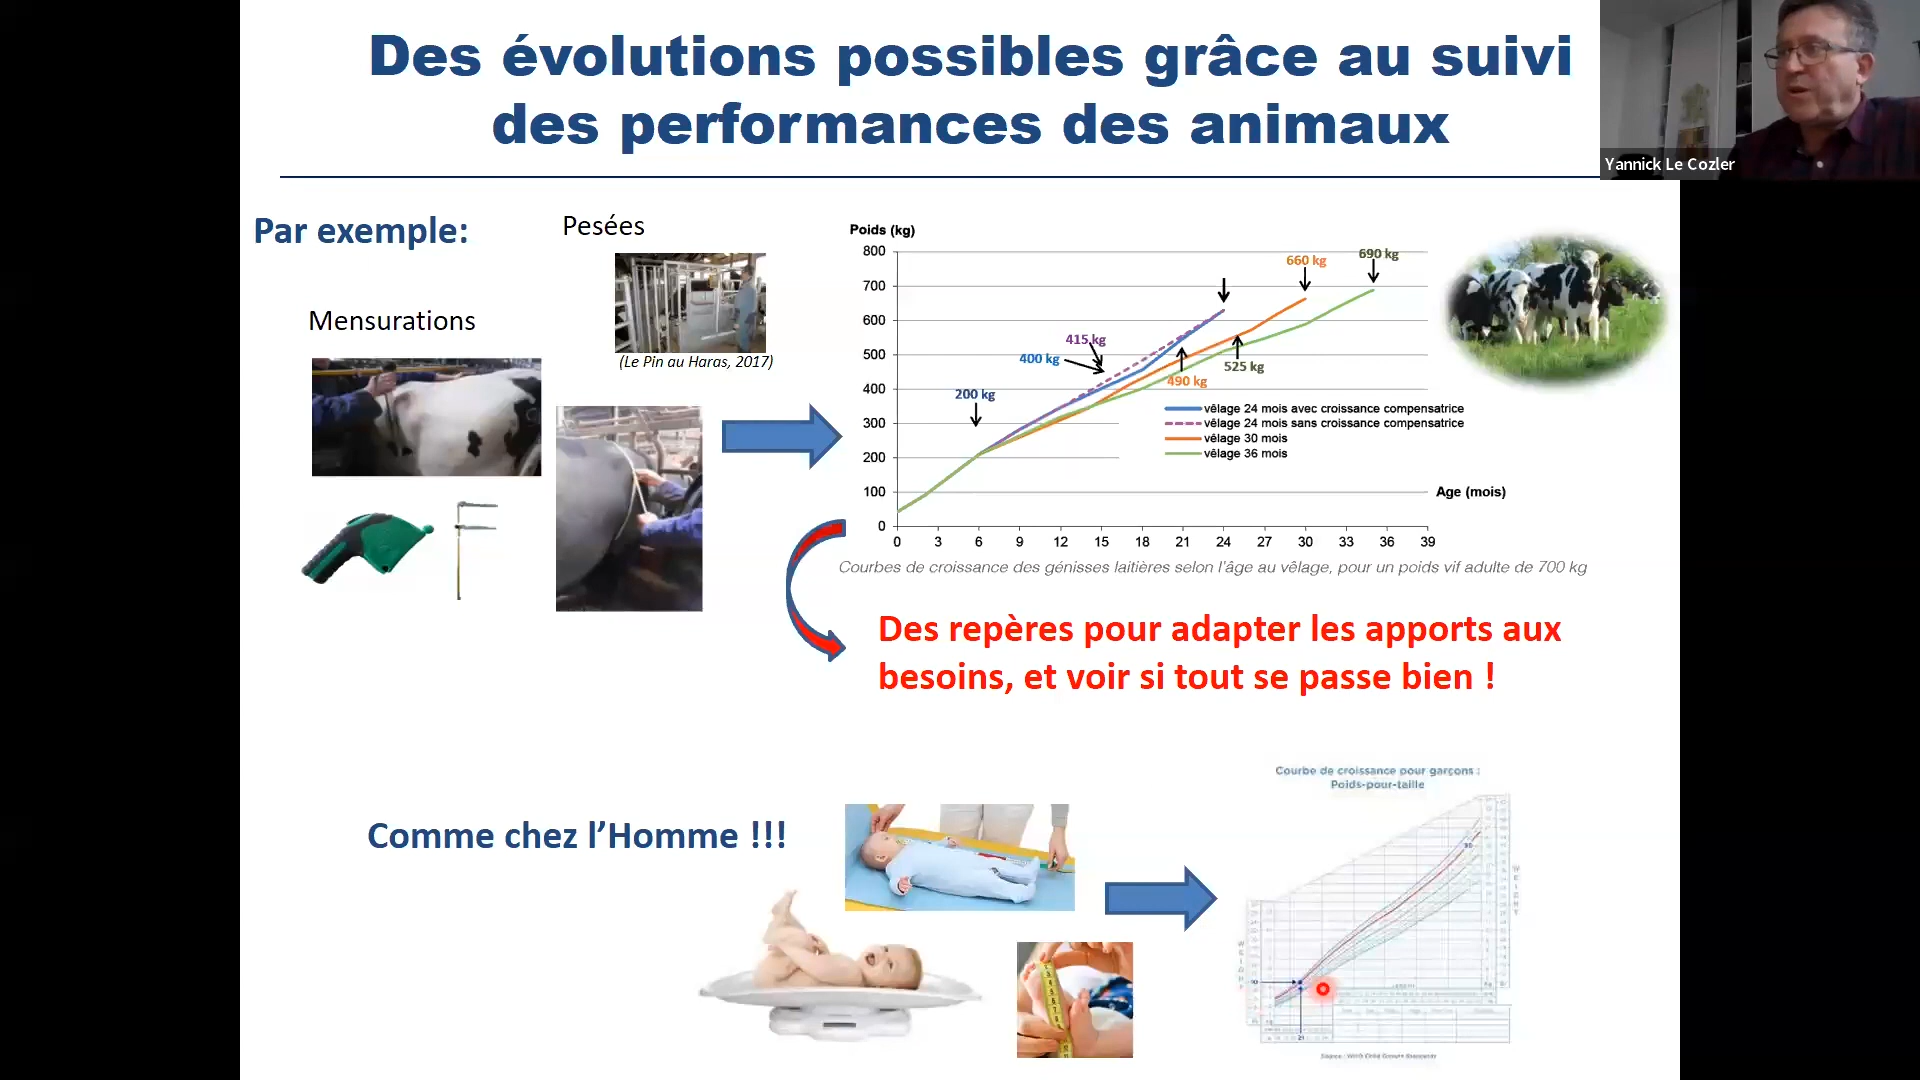 Des évolutions possibles grâce au suivi
des performances des animaux
Yannick Le Cozler
Par exemple:
Pesées
Mensurations
(Le Pin au Haras, 2017)
Poids (kg)
800
700
600
500
400
300
200
100
0
0 3 6 9 12 15 18 21 24 27 30 33 36 39
Age (mois)
200 kg
400 kg
415 kg
490 kg
525 kg
660 kg
690 kg
vêlage 24 mois avec croissance compensatrice
vêlage 24 mois sans croissance compensatrice
vêlage 30 mois
vêlage 36 mois
Courbes de croissance des génisses laitières selon l'âge au vêlage, pour un poids vif adulte de 700 kg
Des repères pour adapter les apports aux
besoins, et voir si tout se passe bien !
Comme chez l'Homme !!!
Courbe de croissance pour garçons :
Poids-pour-taille
WEIGHT
WEIGHT
10
21